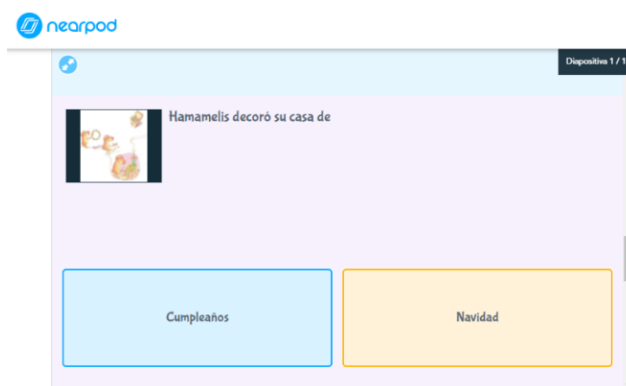 nearpod
Diapositiva 1 / 1
Hamamelis decoró su casa de
Cumpleaños
Navidad